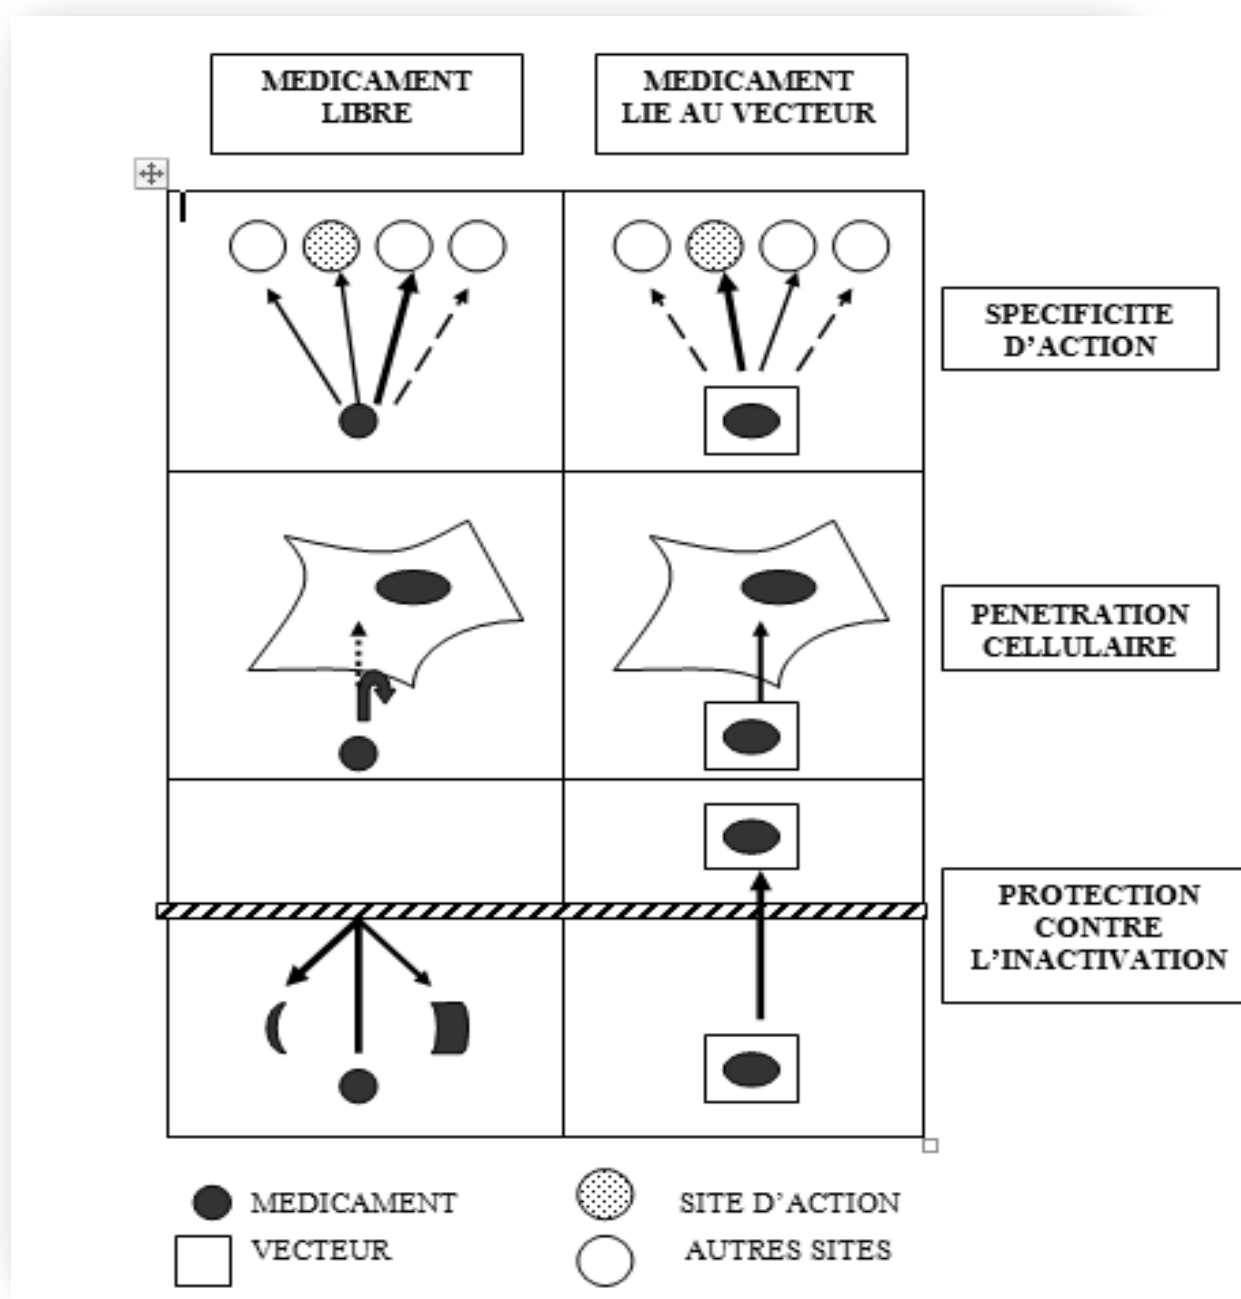 MEDICAMENT
LIBRE
MEDICAMENT
LIE AU VECTEUR
SPECIFICITE
D’ACTION
PENETRATION
CELLULAIRE
PROTECTION
CONTRE
L’INACTIVATION
MEDICAMENT
SITE D’ACTION
VECTEUR
AUTRES SITES